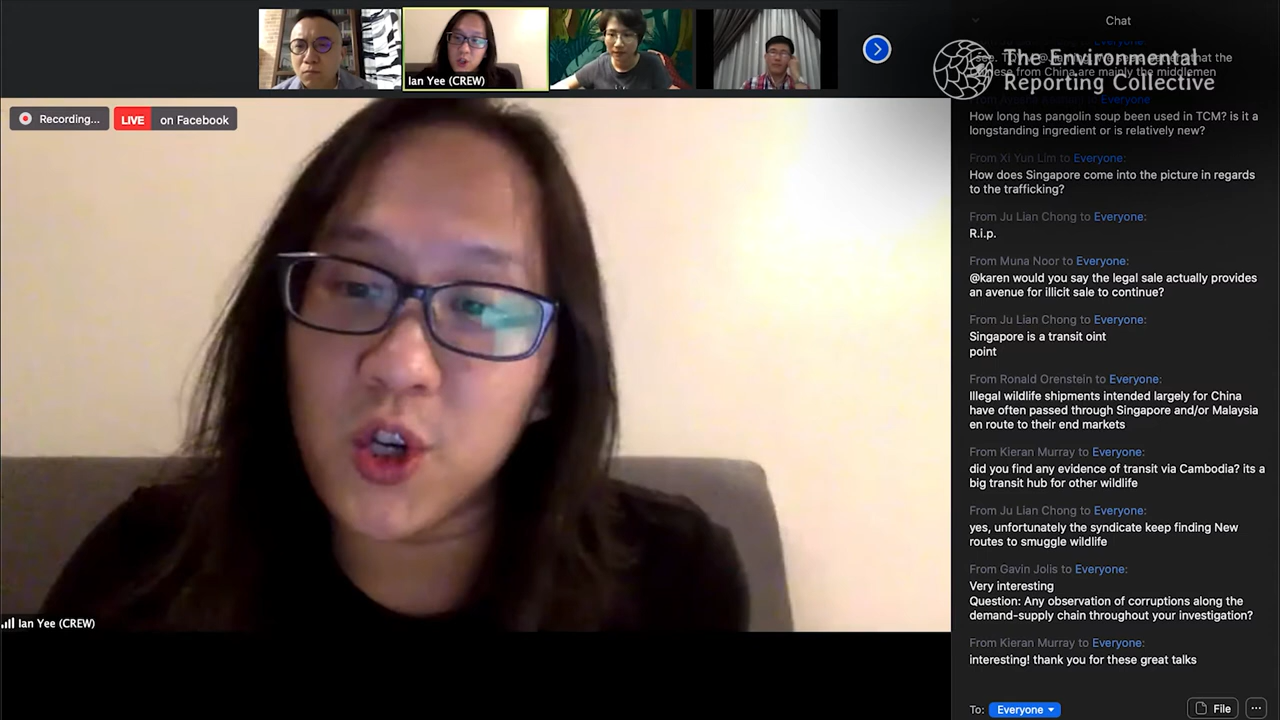 Ian Yee (CREW)
Recording...
LIVE on Facebook
Ian Yee (CREW)
Chat
The Environmental
Reporting Collective
that the
from China are mainly the middlemen
Everyone
How long has pangolin soup been used in TCM? is it a
longstanding ingredient or is relatively new?
From Xi Yun Lim to Everyone:
How does Singapore come into the picture in regards
to the trafficking?
From Ju Lian Chong to Everyone:
R.i.p.
From Muna Noor to Everyone:
@karen would you say the legal sale actually provides
an avenue for illicit sale to continue?
From Ju Lian Chong to Everyone:
Singapore is a transit oint
point
From Ronald Orenstein to Everyone:
Illegal wildlife shipments intended largely for China
have often passed through Singapore and/or Malaysia
en route to their end markets
From Kieran Murray to Everyone:
did you find any evidence of transit via Cambodia? its a
big transit hub for other wildlife
From Ju Lian Chong to Everyone:
yes, unfortunately the syndicate keep finding New
routes to smuggle wildlife
From Gavin Jolis to Everyone:
Very interesting
Question: Any observation of corruptions along the
demand-supply chain throughout your investigation?
From Kieran Murray to Everyone:
interesting! thank you for these great talks
To: Everyone
File